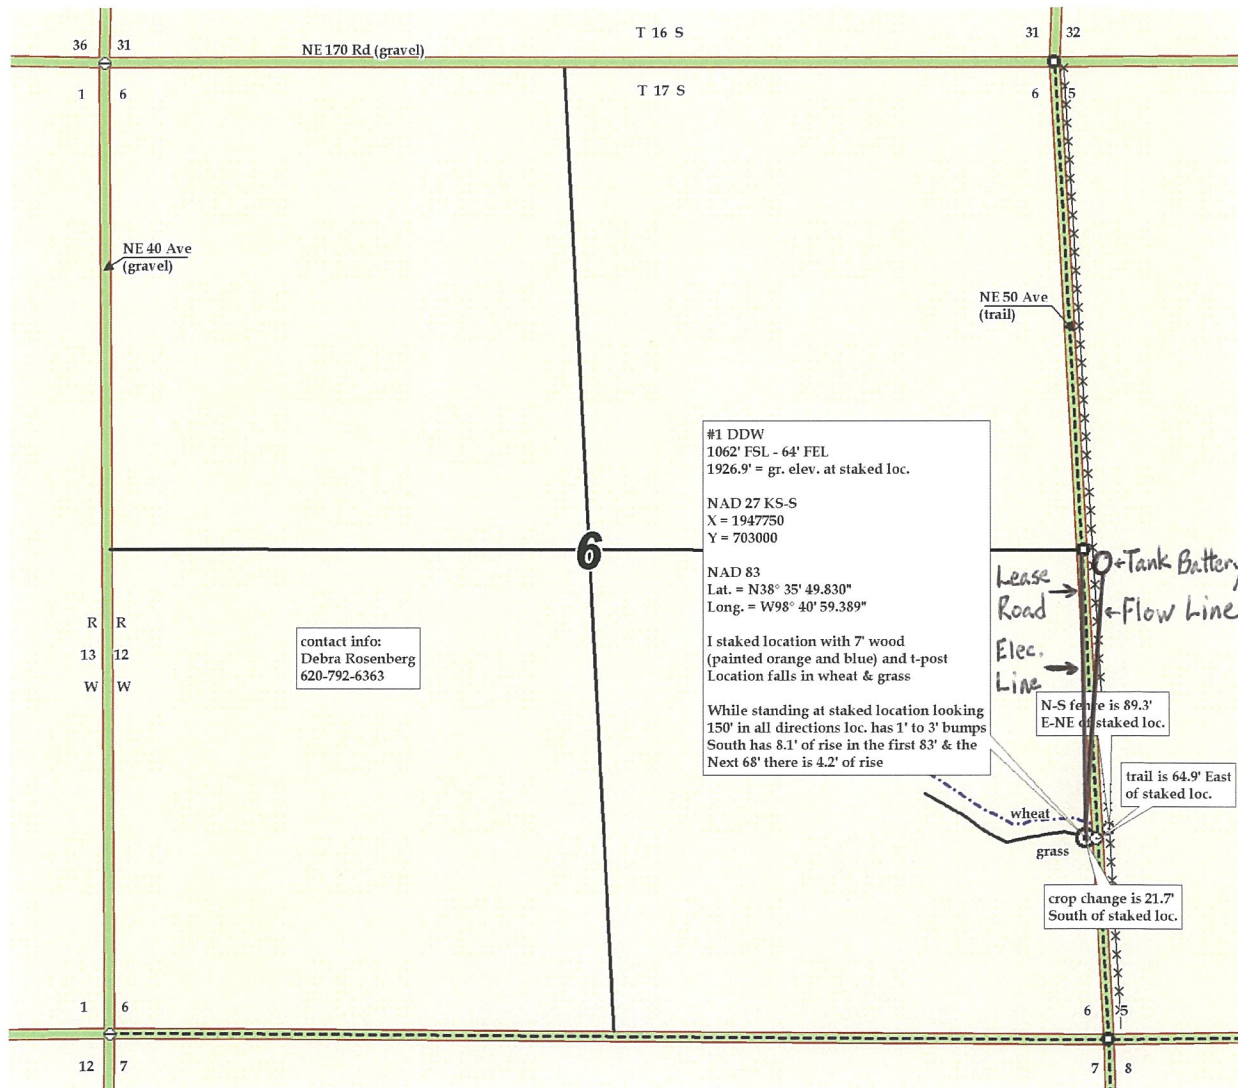 T 16 S
36 31
31 32
NE 170 Rd (gravel)
1 6
T 17 S
6 5
NE 40 Ave
(gravel)
NE 50 Ave
(trail)
#1 DDW
1062' FSL - 64' FEL
1926.9' = gr. elev. at staked loc.
NAD 27 KS-S
X = 1947750
Y = 703000
NAD 83
Lat. = N38° 35' 49.830"
Long. = W98° 40' 59.389"
I staked location with 7' wood
(painted orange and blue) and t-post
Location falls in wheat & grass
While standing at staked location looking
150' in all directions loc. has 1' to 3' bumps
South has 8.1' of rise in the first 83' & the
Next 68' there is 4.2' of rise
6
Tank Battery
Lease
Road
Flow Line
Elec.
Line
R R
13 12
W W
contact info:
Debra Rosenberg
620-792-6363
N-S fence is 89.3'
E-NE of staked loc.
trail is 64.9' East
of staked loc.
wheat
grass
crop change is 21.7'
South of staked loc.
1 6
6 5
12 7
7 8